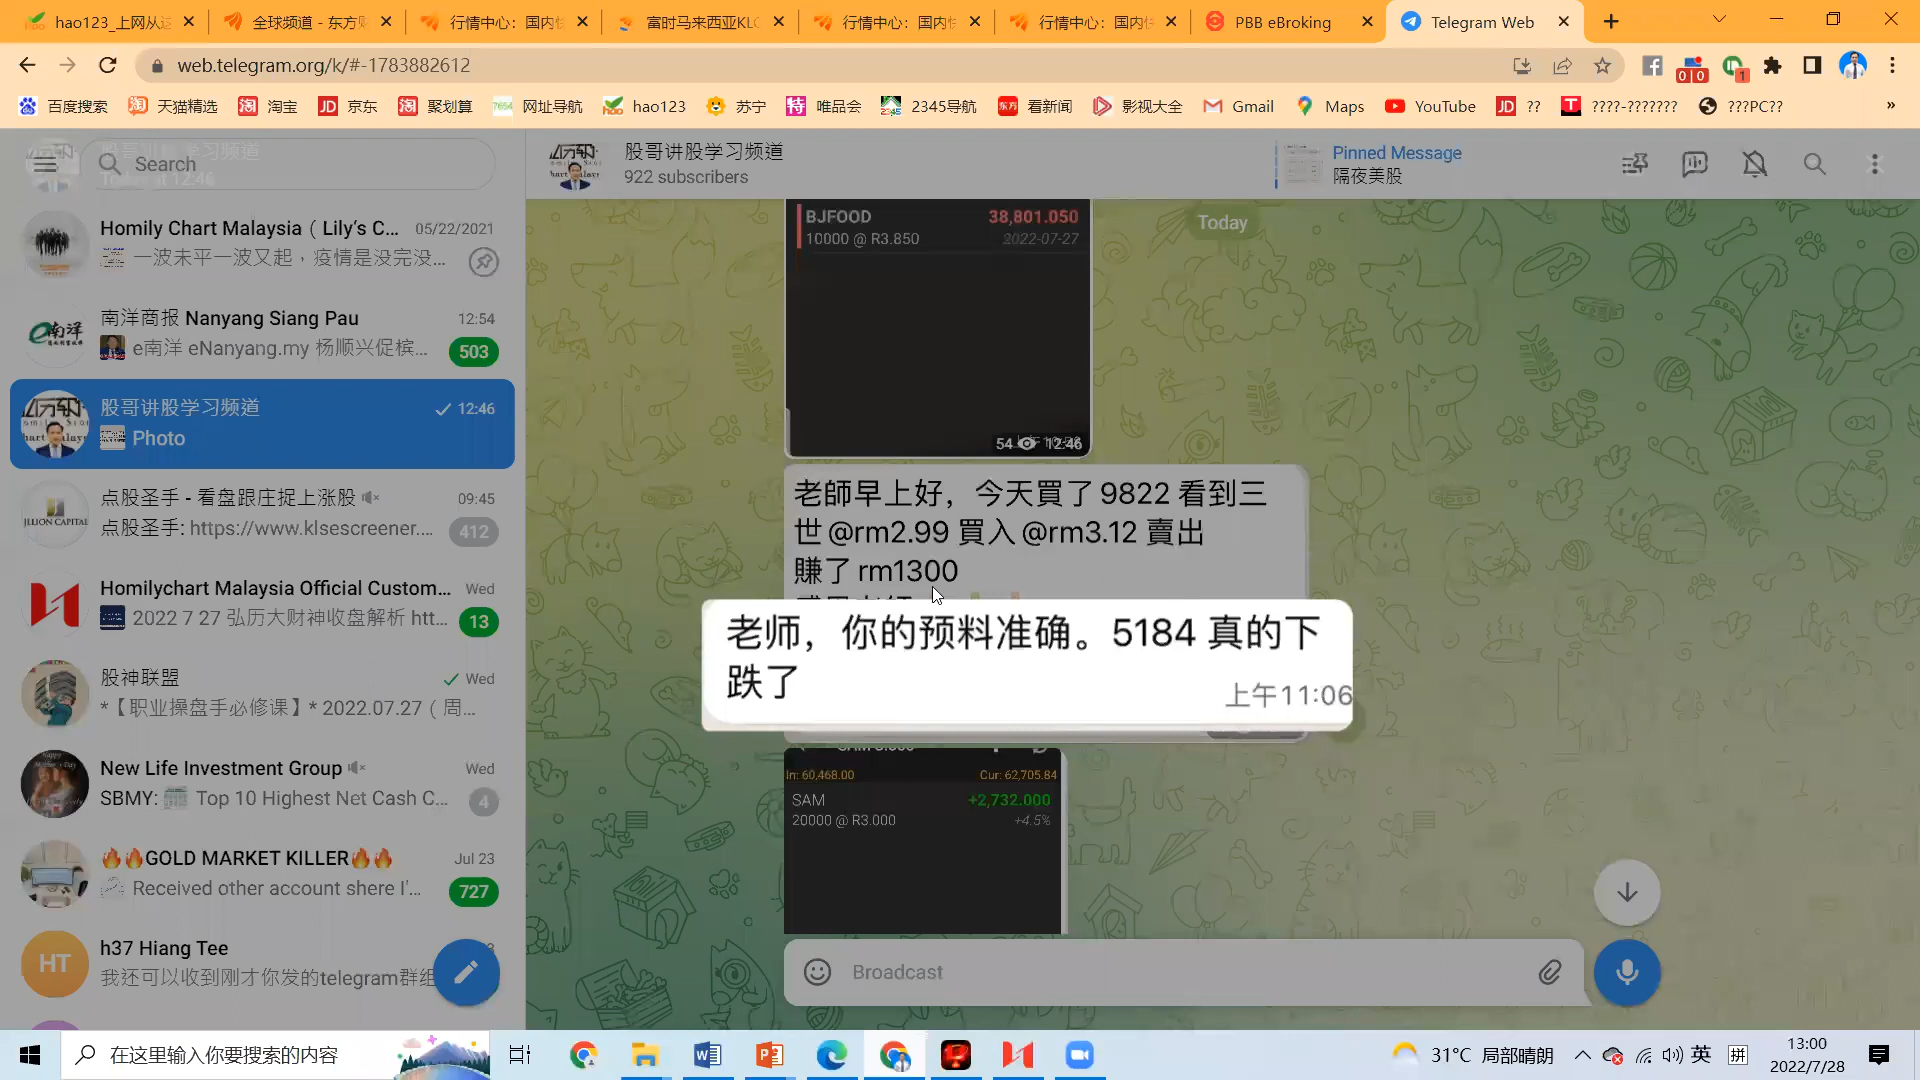 hao123_上网从这
全球频道 - 东方财
行情中心：国内快
富时马来西亚KLC
行情中心：国内快
行情中心：国内快
PBB eBroking
Telegram Web
web.telegram.org/k/#-1783882612
0|0
1
百度搜索
天猫精选
淘宝
京东
聚划算
网址导航
hao123
苏宁
唯品会
2345导航
看新闻
影视大全
Gmail
Maps
YouTube
??
????-???????
???PC??
»
Search
股哥讲股学习频道
922 subscribers
Pinned Message
隔夜美股
Homily Chart Malaysia ( Lily's C...
05/22/2021
一波未平一波又起，疫情是没完没...
南洋商报 Nanyang Siang Pau
12:54
e南洋 eNanyang.my 杨顺兴促槟...
503
股哥讲股学习频道
12:46
Photo
点股圣手 - 看盘跟庄捉上涨股
09:45
点股圣手: https://www.klsescreener....
412
Homilychart Malaysia Official Custom...
Wed
2022 7 27 弘历大财神收盘解析 htt...
13
股神联盟
Wed
*【职业操盘手必修课】* 2022.07.27（周...
New Life Investment Group
Wed
SBMY: Top 10 Highest Net Cash C...
4
🔥🔥GOLD MARKET KILLER🔥🔥
Jul 23
Received other account shere I'...
727
HT
h37 Hiang Tee
我还可以收到刚才你发的telegram群组
BJFOOD
38,801.050
10000 @ R3.850
2022-07-27
Today
54 12:46
老師早上好，今天買了 9822 看到三
世 @rm2.99 買入 @rm3.12 賣出
賺了 rm1300
老师，你的预料准确。5184 真的下
跌了
上午11:06
In: 60,468.00
Cur: 62,705.84
SAM
+2,732.000
20000 @ R3.000
+4.5%
Broadcast
在这里输入你要搜索的内容
31°C 局部晴朗
英
拼
13:00
2022/7/28